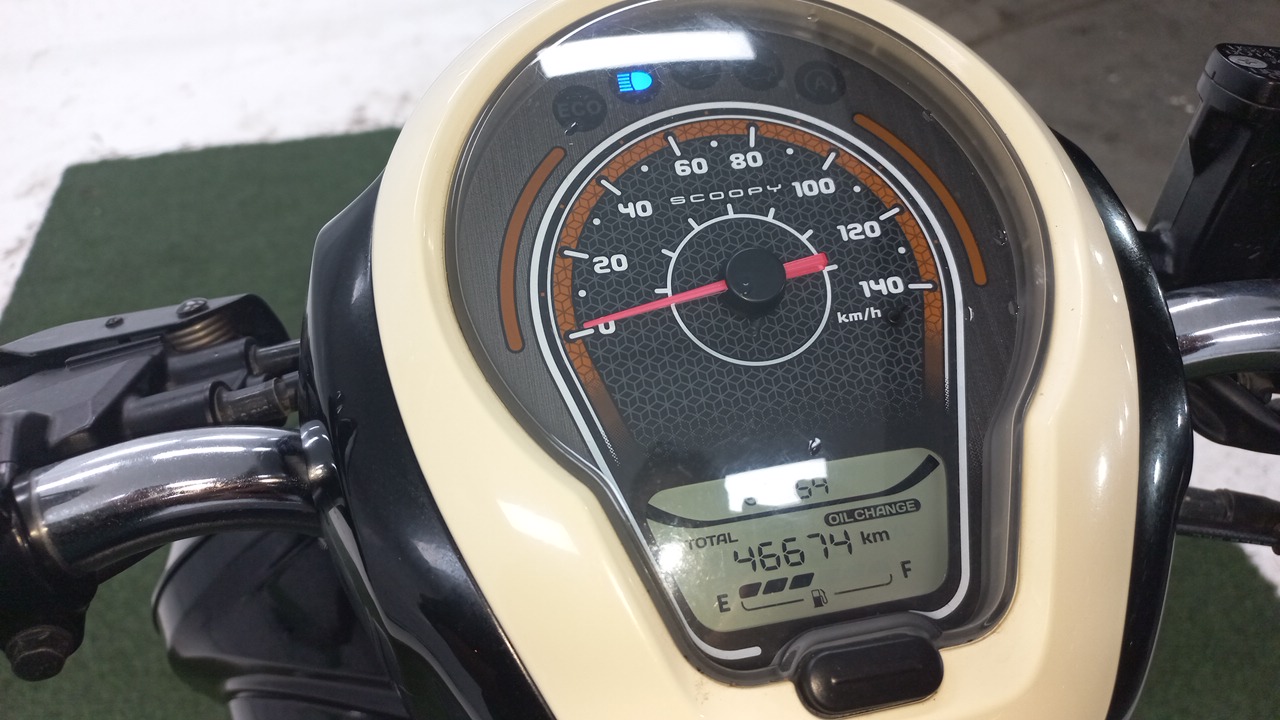 ECO
A
60 80
SCOOPY
40 100
20 120
0 140
km/h
OIL CHANGE
TOTAL 46674 km
E F